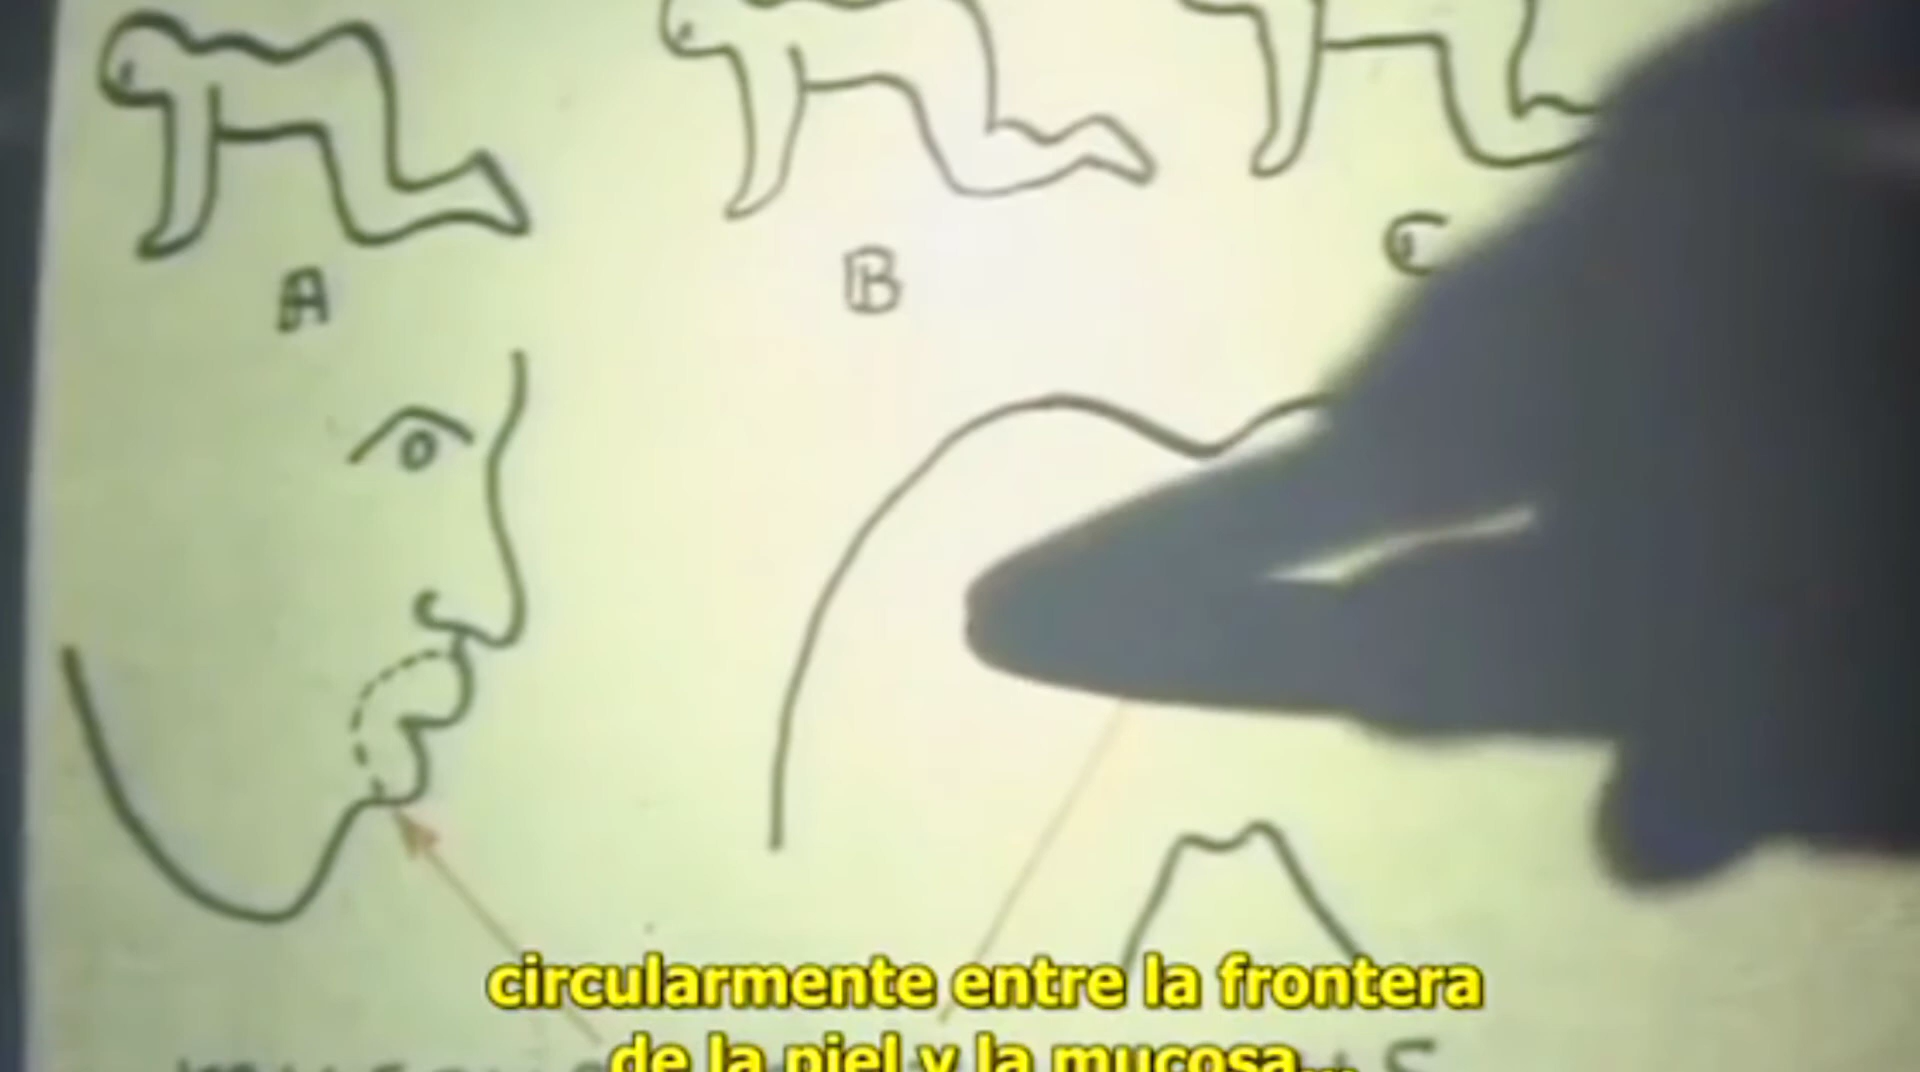 A
B
C
circularmente entre la frontera
de la piel y la mucosa...